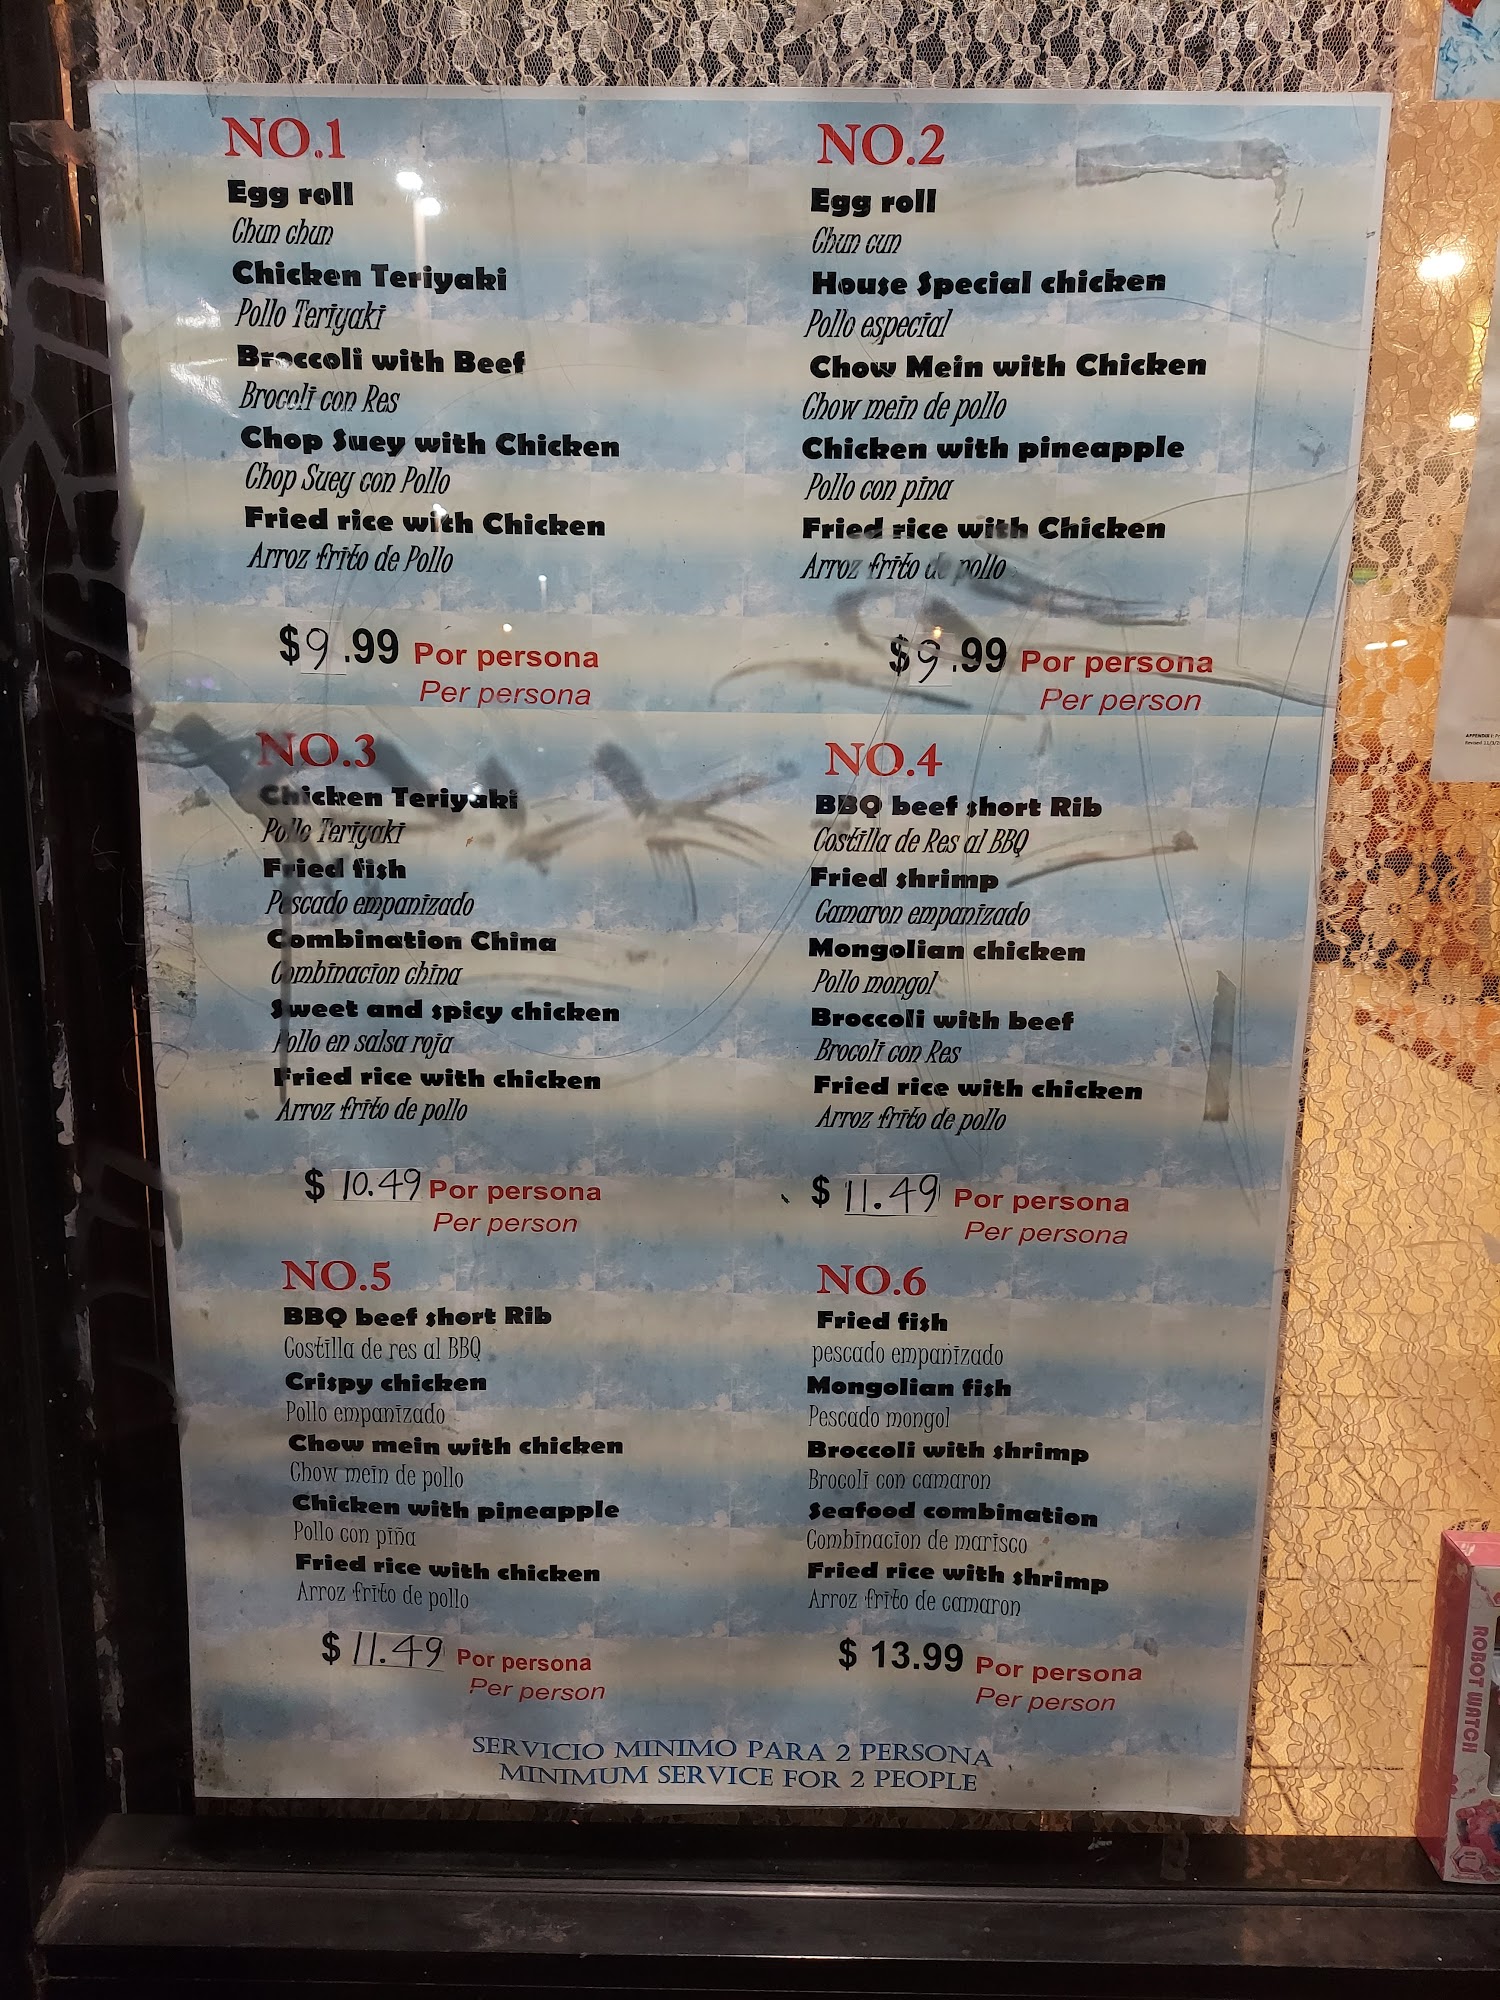 NO.1
Egg roll
Chun chun
Chicken Teriyaki
Pollo Teriyaki
Broccoli with Beef
Brocoli con Res
Chop Suey with Chicken
Chop Suey con Pollo
Fried rice with Chicken
Arroz frito de Pollo
$9.99 Por persona
Per persona
NO.2
Egg roll
Chun cun
House Special chicken
Pollo especial
Chow Mein with Chicken
Chow mein de pollo
Chicken with pineapple
Pollo con pina
Fried rice with Chicken
Arroz frito de pollo
$9.99 Por persona
Per person
NO.3
Chicken Teriyaki
Pollo Teriyaki
Fried fish
Pescado empanizado
Combination China
Combinacion china
Sweet and spicy chicken
Pollo en salsa roja
Fried rice with chicken
Arroz frito de pollo
$ 10.49 Por persona
Per person
NO.4
BBQ beef short Rib
Costilla de Res al BBQ
Fried shrimp
Camaron empanizado
Mongolian chicken
Pollo mongol
Broccoli with beef
Brocoli con Res
Fried rice with chicken
Arroz frito de pollo
$ 11.49 Por persona
Per persona
NO.5
BBQ beef short Rib
Costilla de res al BBQ
Crispy chicken
Pollo empanizado
Chow mein with chicken
Chow mein de pollo
Chicken with pineapple
Pollo con piña
Fried rice with chicken
Arroz frito de pollo
$ 11.49 Por persona
Per person
NO.6
Fried fish
pescado empanizado
Mongolian fish
Pescado mongol
Broccoli with shrimp
Brocoli con camaron
Seafood combination
Combinacion de marisco
Fried rice with shrimp
Arroz frito de camaron
$ 13.99 Por persona
Per person
SERVICIO MINIMO PARA 2 PERSONA
MINIMUM SERVICE FOR 2 PEOPLE
APPENDIX I:
Revised
ROBOT WATCH